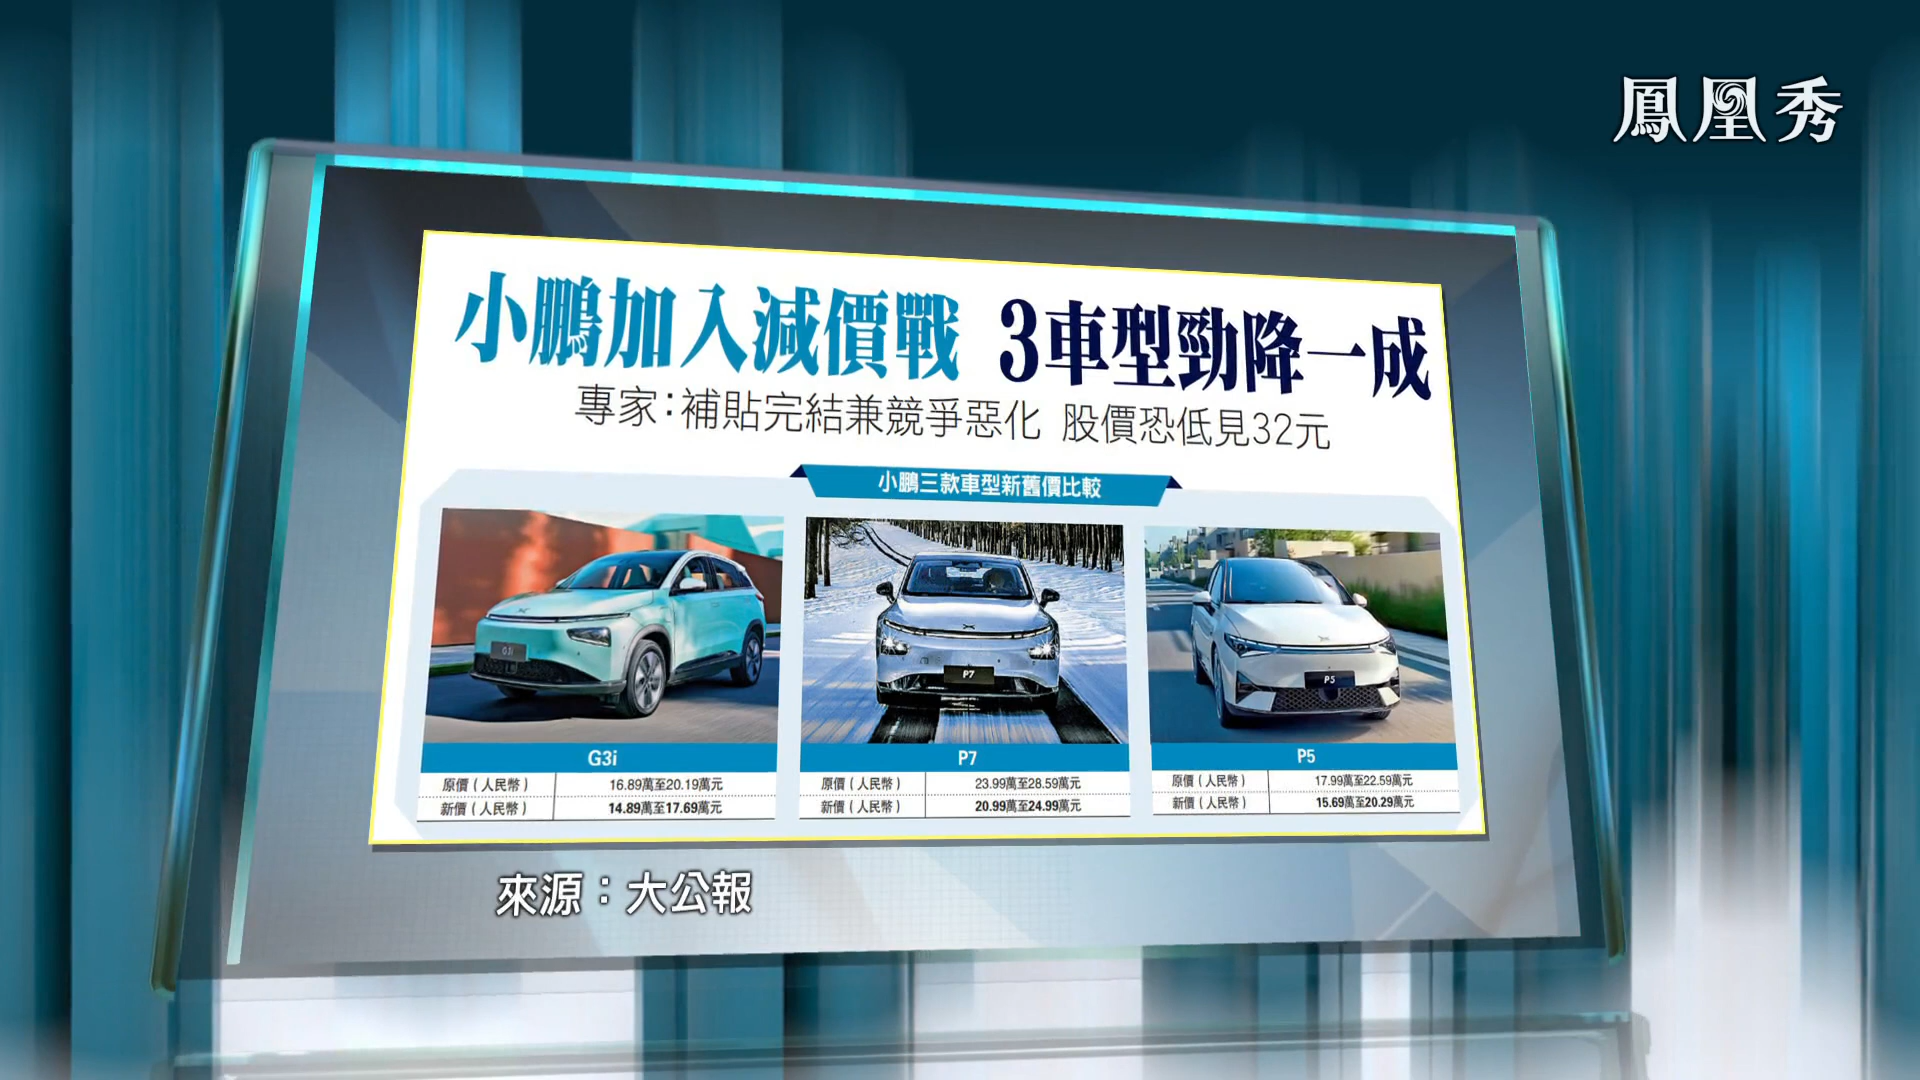 鳳凰秀
小鵬加入減價戰 3車型勁降一成
專家：補貼完結兼競爭惡化 股價恐低見32元
小鵬三款車型新舊價比較
G3i
P7
P5
G3i
原價（人民幣） 16.89萬至20.19萬元
新價（人民幣） 14.89萬至17.69萬元
P7
原價（人民幣） 23.99萬至28.59萬元
新價（人民幣） 20.99萬至24.99萬元
P5
原價（人民幣） 17.99萬至22.59萬元
新價（人民幣） 15.69萬至20.29萬元
來源：大公報